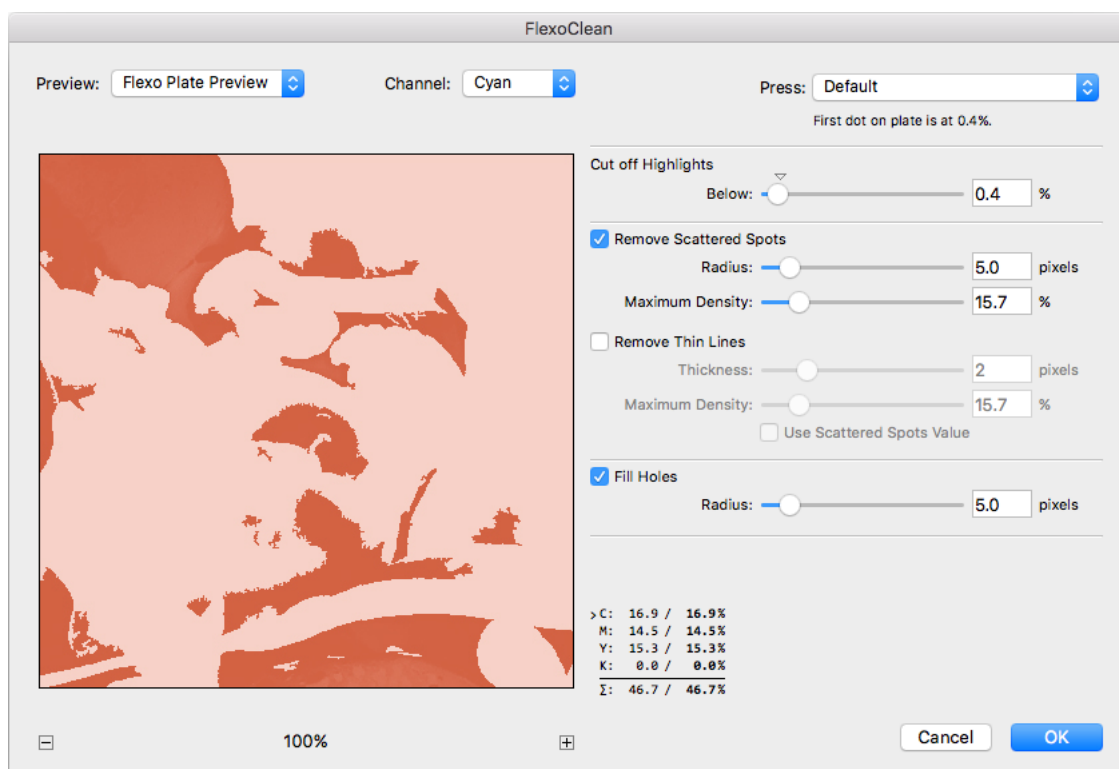 FlexoClean
Preview: Flexo Plate Preview Channel: Cyan Press: Default
First dot on plate is at 0.4%.
Cut off Highlights
Below: 0.4 %
Remove Scattered Spots
Radius: 5.0 pixels
Maximum Density: 15.7 %
Remove Thin Lines
Thickness: 2 pixels
Maximum Density: 15.7 %
Use Scattered Spots Value
Fill Holes
Radius: 5.0 pixels
>C: 16.9 / 16.9%
M: 14.5 / 14.5%
Y: 15.3 / 15.3%
K: 0.0 / 0.0%
Σ: 46.7 / 46.7%
100%
Cancel OK